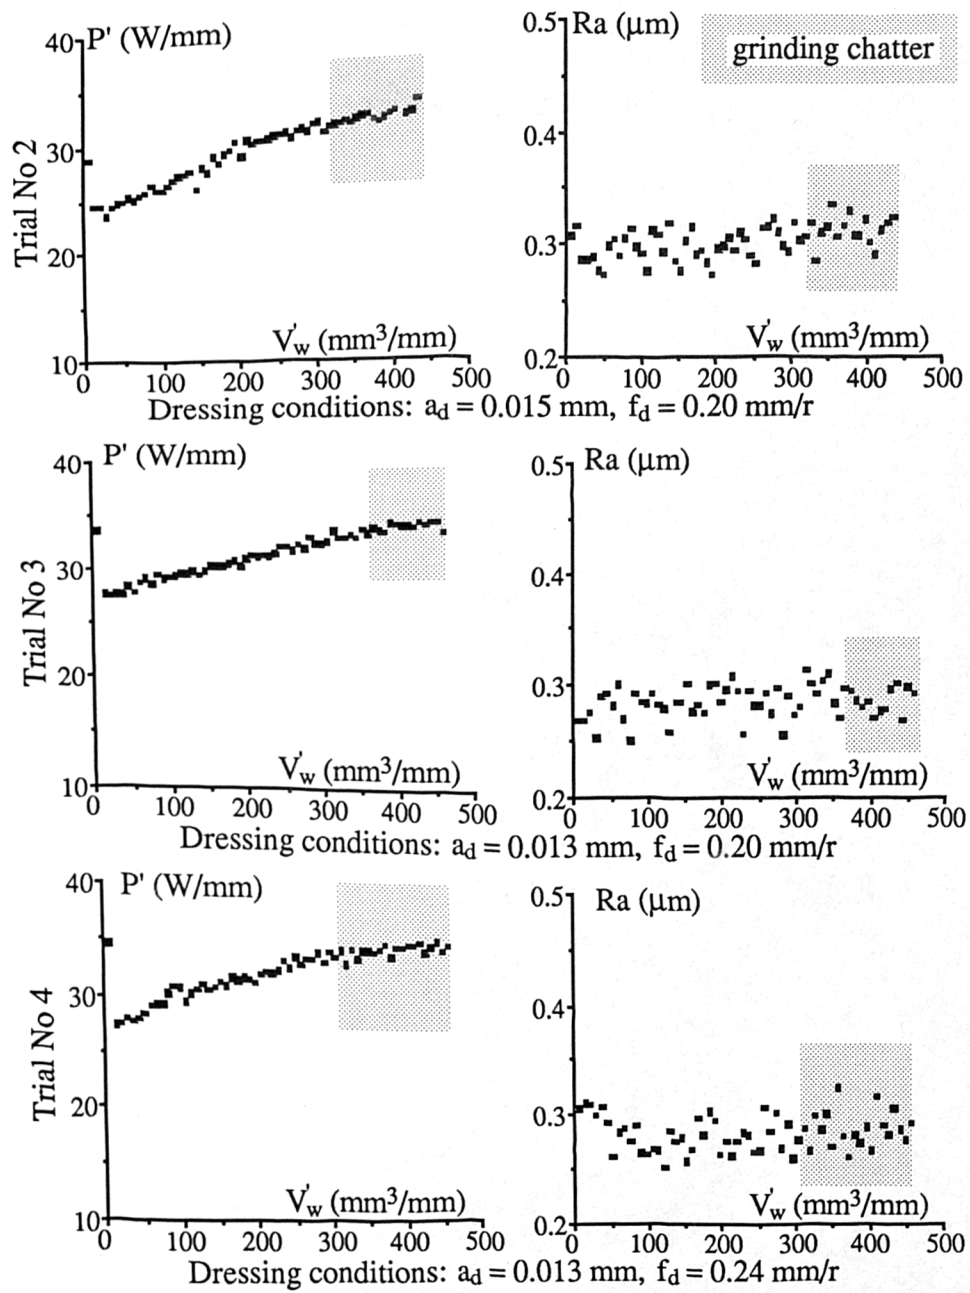 P' (W/mm)
40
30
20
10
Trial No 2
V'w (mm³/mm)
0 100 200 300 400 500
Ra (μm)
grinding chatter
0.5
0.4
0.3
0.2
V'w (mm³/mm)
0 100 200 300 400 500
Dressing conditions: ad = 0.015 mm, fd = 0.20 mm/r
P' (W/mm)
40
30
20
10
Trial No 3
V'w (mm³/mm)
0 100 200 300 400 500
Ra (μm)
0.5
0.4
0.3
0.2
V'w (mm³/mm)
0 100 200 300 400 500
Dressing conditions: ad = 0.013 mm, fd = 0.20 mm/r
P' (W/mm)
40
30
20
10
Trial No 4
V'w (mm³/mm)
0 100 200 300 400 500
Ra (μm)
0.5
0.4
0.3
0.2
V'w (mm³/mm)
0 100 200 300 400 500
Dressing conditions: ad = 0.013 mm, fd = 0.24 mm/r